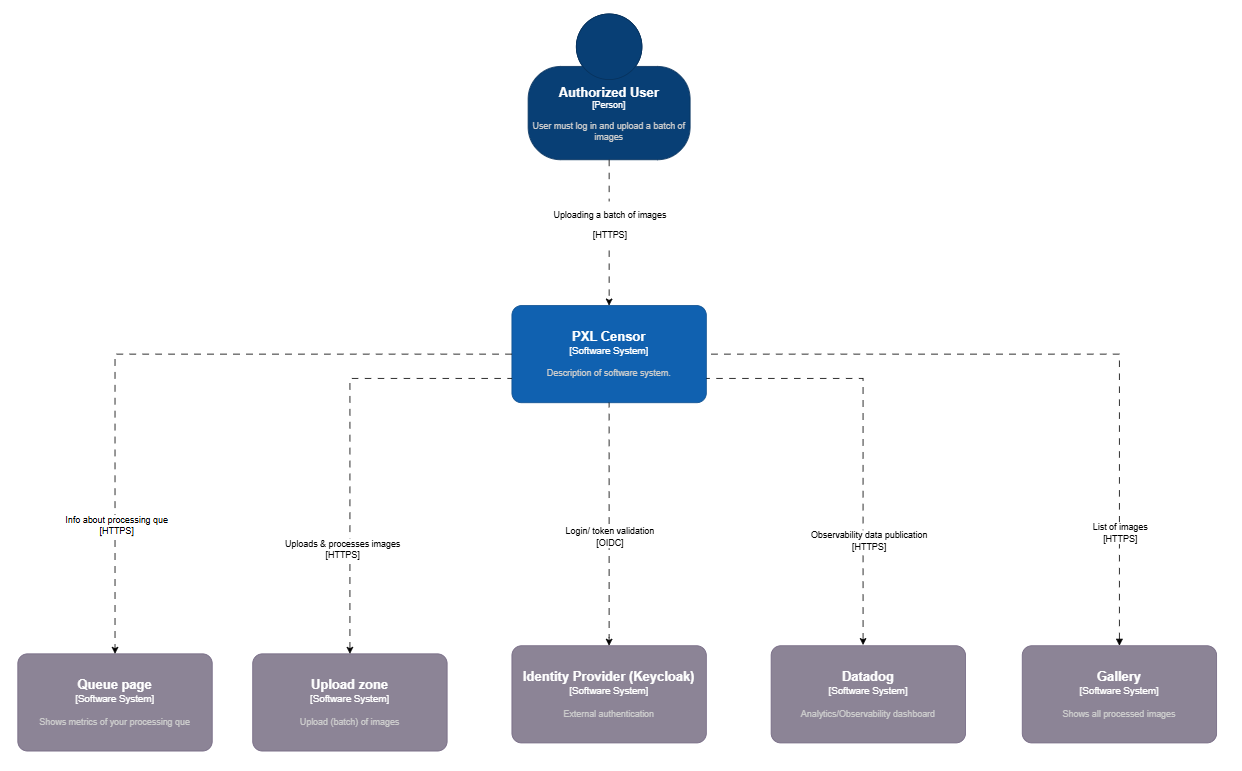 Authorized User
[Person]
User must log in and upload a batch of
images
Uploading a batch of images
[HTTPS]
PXL Censor
[Software System]
Description of software system.
Info about processing que
[HTTPS]
Uploads & processes images
[HTTPS]
Login/ token validation
[OIDC]
Observability data publication
[HTTPS]
List of images
[HTTPS]
Queue page
[Software System]
Shows metrics of your processing que
Upload zone
[Software System]
Upload (batch) of images
Identity Provider (Keycloak)
[Software System]
External authentication
Datadog
[Software System]
Analytics/Observability dashboard
Gallery
[Software System]
Shows all processed images